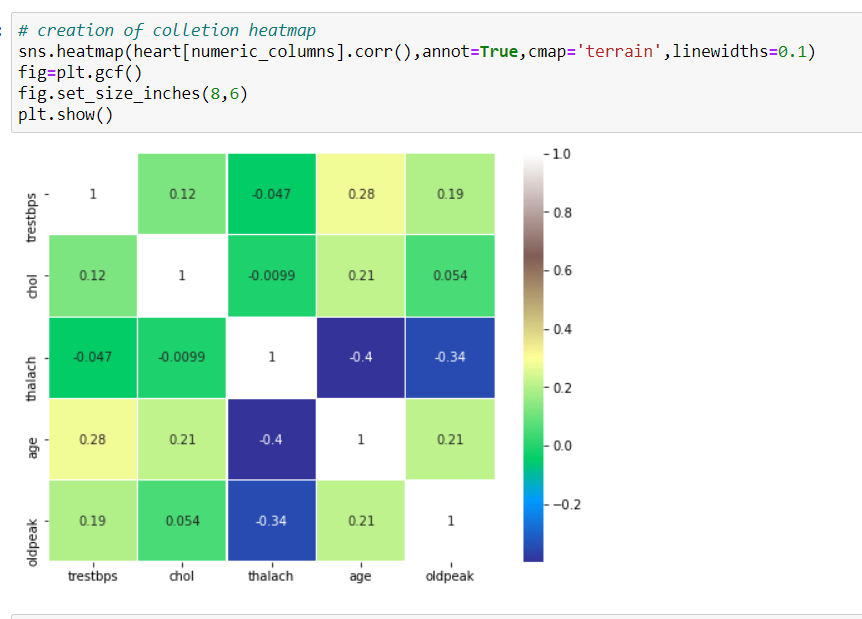 # creation of colletion heatmap
sns.heatmap(heart[numeric_columns].corr(),annot=True,cmap='terrain',linewidths=0.1)
fig=plt.gcf()
fig.set_size_inches(8,6)
plt.show()
1.0
trestbps 1 0.12 -0.047 0.28 0.19
0.8
chol 0.12 1 -0.0099 0.21 0.054
0.6
0.4
thalach -0.047 -0.0099 1 -0.4 -0.34
0.2
age 0.28 0.21 -0.4 1 0.21
0.0
−0.2
oldpeak 0.19 0.054 -0.34 0.21 1
trestbps chol thalach age oldpeak